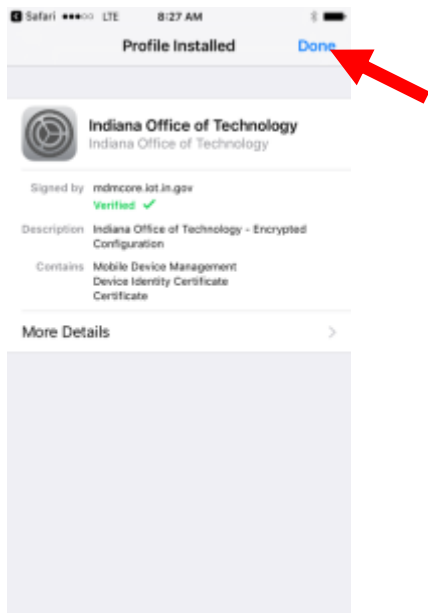 Safari LTE 8:27 AM
Profile Installed Done
Indiana Office of Technology
Indiana Office of Technology
Signed by mdmcore.iot.in.gov
Verified ✓
Description Indiana Office of Technology - Encrypted
Configuration
Contains Mobile Device Management
Device Identity Certificate
Certificate
More Details